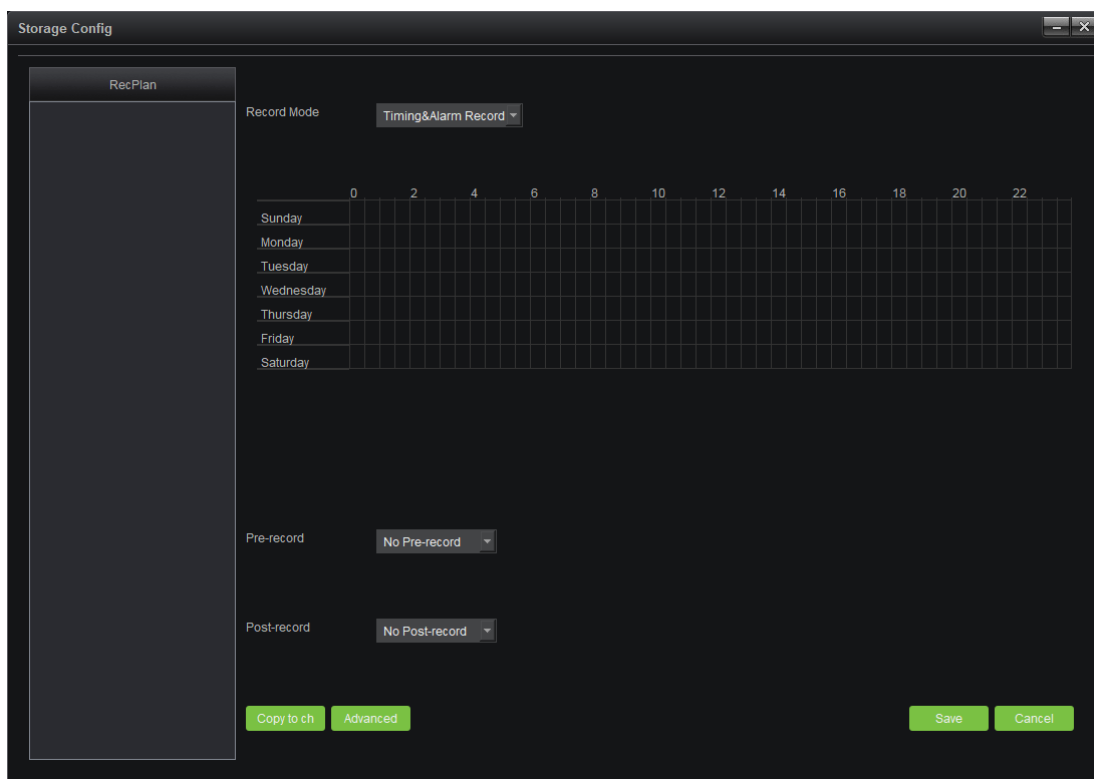 Storage Config
RecPlan
Record Mode Timing&Alarm Record
0 2 4 6 8 10 12 14 16 18 20 22
Sunday
Monday
Tuesday
Wednesday
Thursday
Friday
Saturday
Pre-record No Pre-record
Post-record No Post-record
Copy to ch Advanced Save Cancel